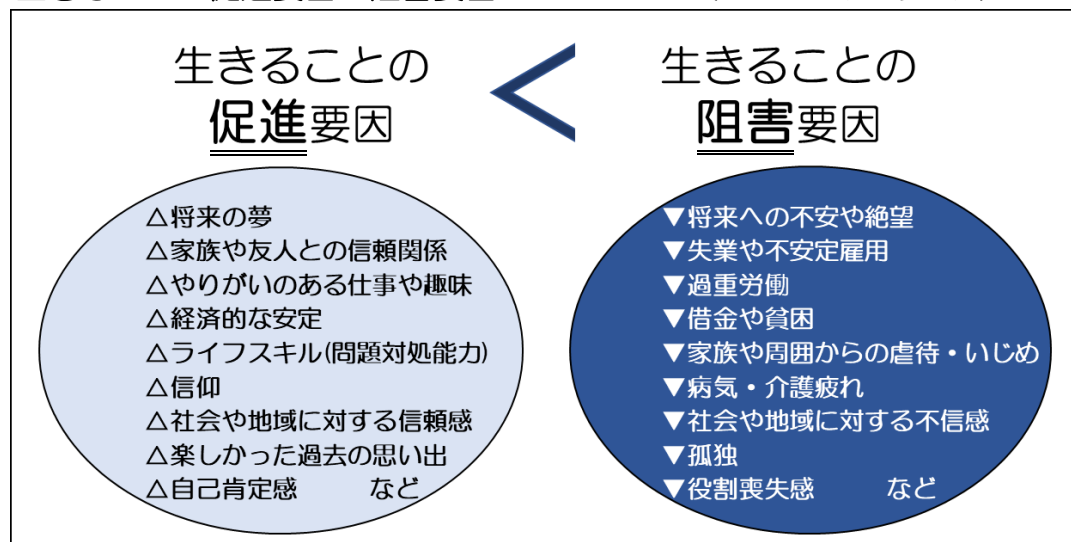 生きることの
促進要因
<
生きることの
阻害要因
△将来の夢
△家族や友人との信頼関係
△やりがいのある仕事や趣味
△経済的な安定
△ライフスキル(問題対処能力)
△信仰
△社会や地域に対する信頼感
△楽しかった過去の思い出
△自己肯定感 など
▼将来への不安や絶望
▼失業や不安定雇用
▼過重労働
▼借金や貧困
▼家族や周囲からの虐待・いじめ
▼病気・介護疲れ
▼社会や地域に対する不信感
▼孤独
▼役割喪失感 など